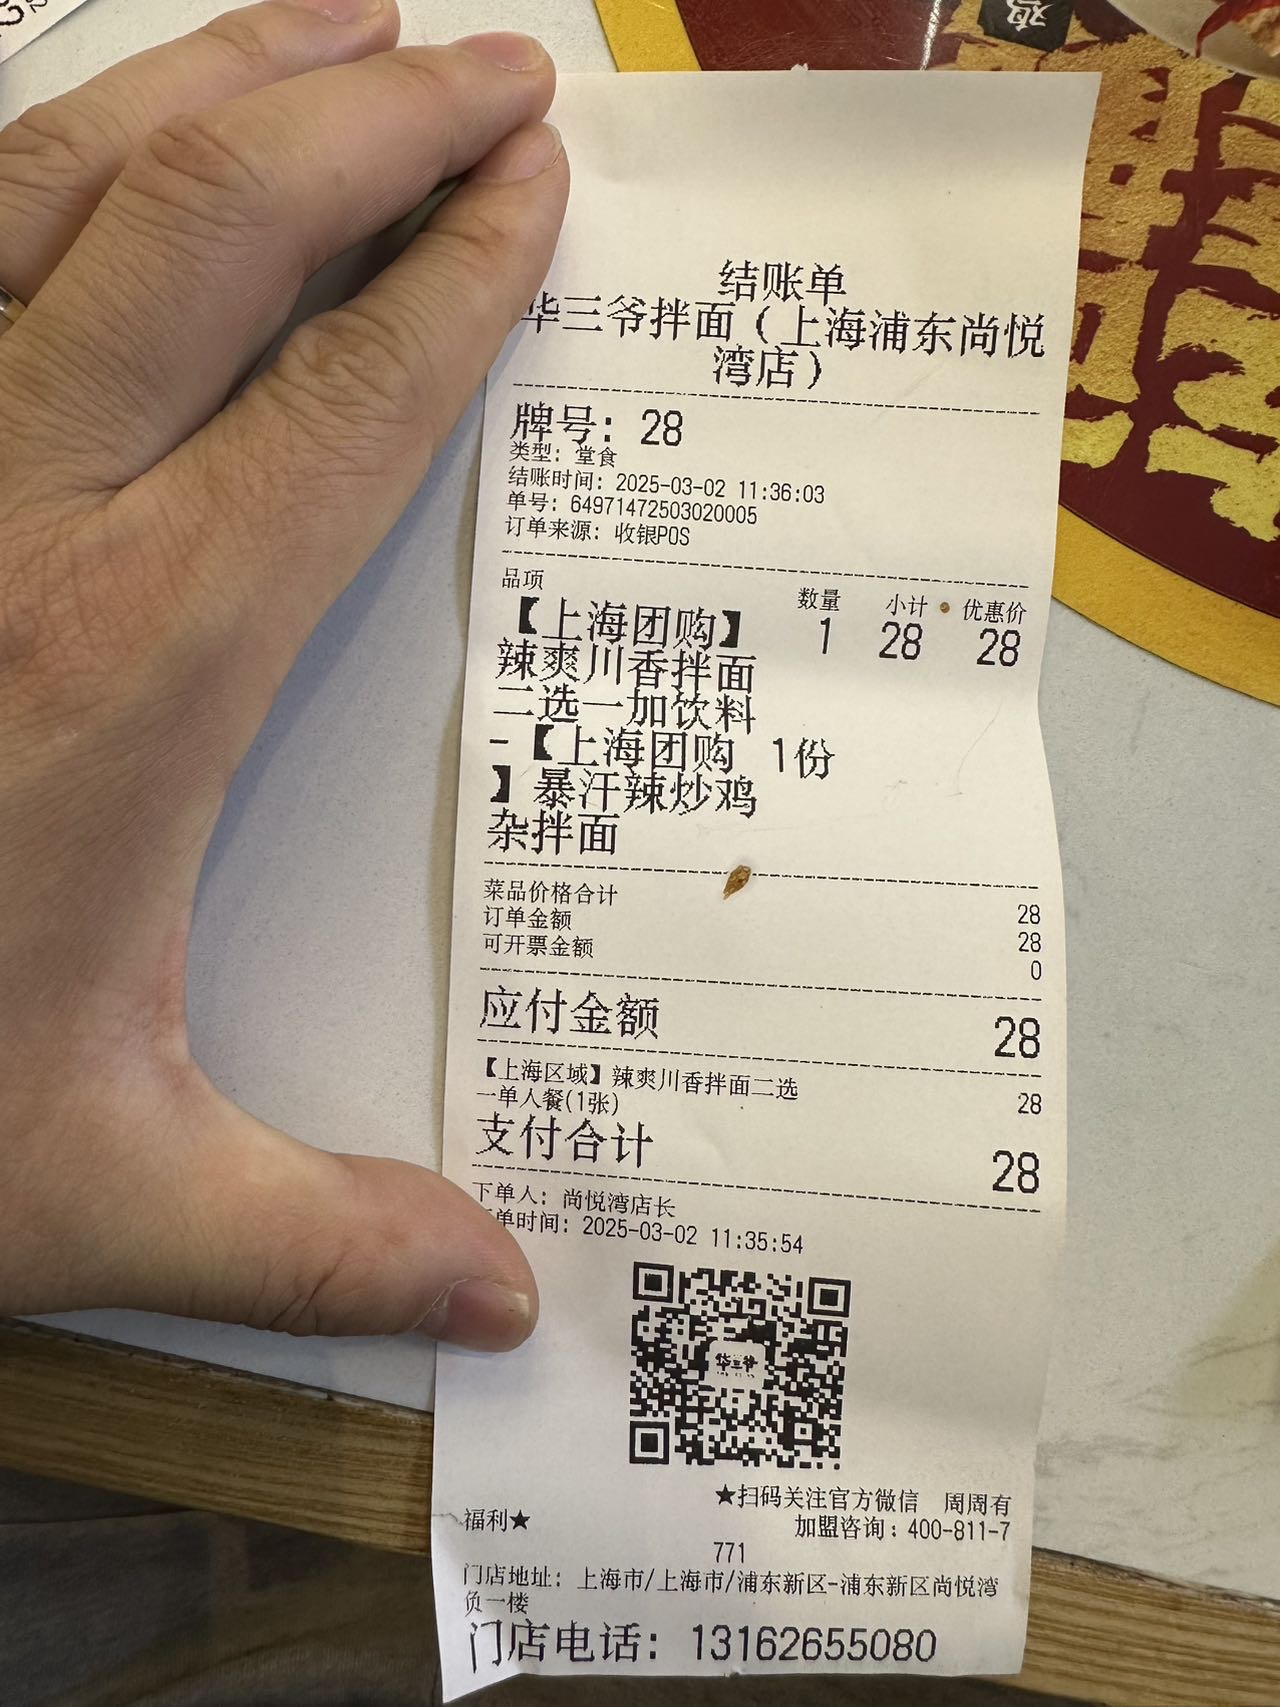 鸡
结账单
华三爷拌面（上海浦东尚悦
湾店）
牌号：28
类型：堂食
结账时间：2025-03-02 11:36:03
单号：64971472503020005
订单来源：收银POS
品项 数量 小计 优惠价
【上海团购】 1 28 28
辣爽川香拌面
二选一加饮料
-【上海团购 1份
】暴汗辣炒鸡
杂拌面
菜品价格合计 28
订单金额 28
可开票金额 0
应付金额 28
【上海区域】辣爽川香拌面二选
一单人餐(1张) 28
支付合计 28
下单人：尚悦湾店长
单时间：2025-03-02 11:35:54
华三爷
★扫码关注官方微信 周周有
福利★ 加盟咨询：400-811-7
771
门店地址：上海市/上海市/浦东新区-浦东新区尚悦湾
负一楼
门店电话：13162655080